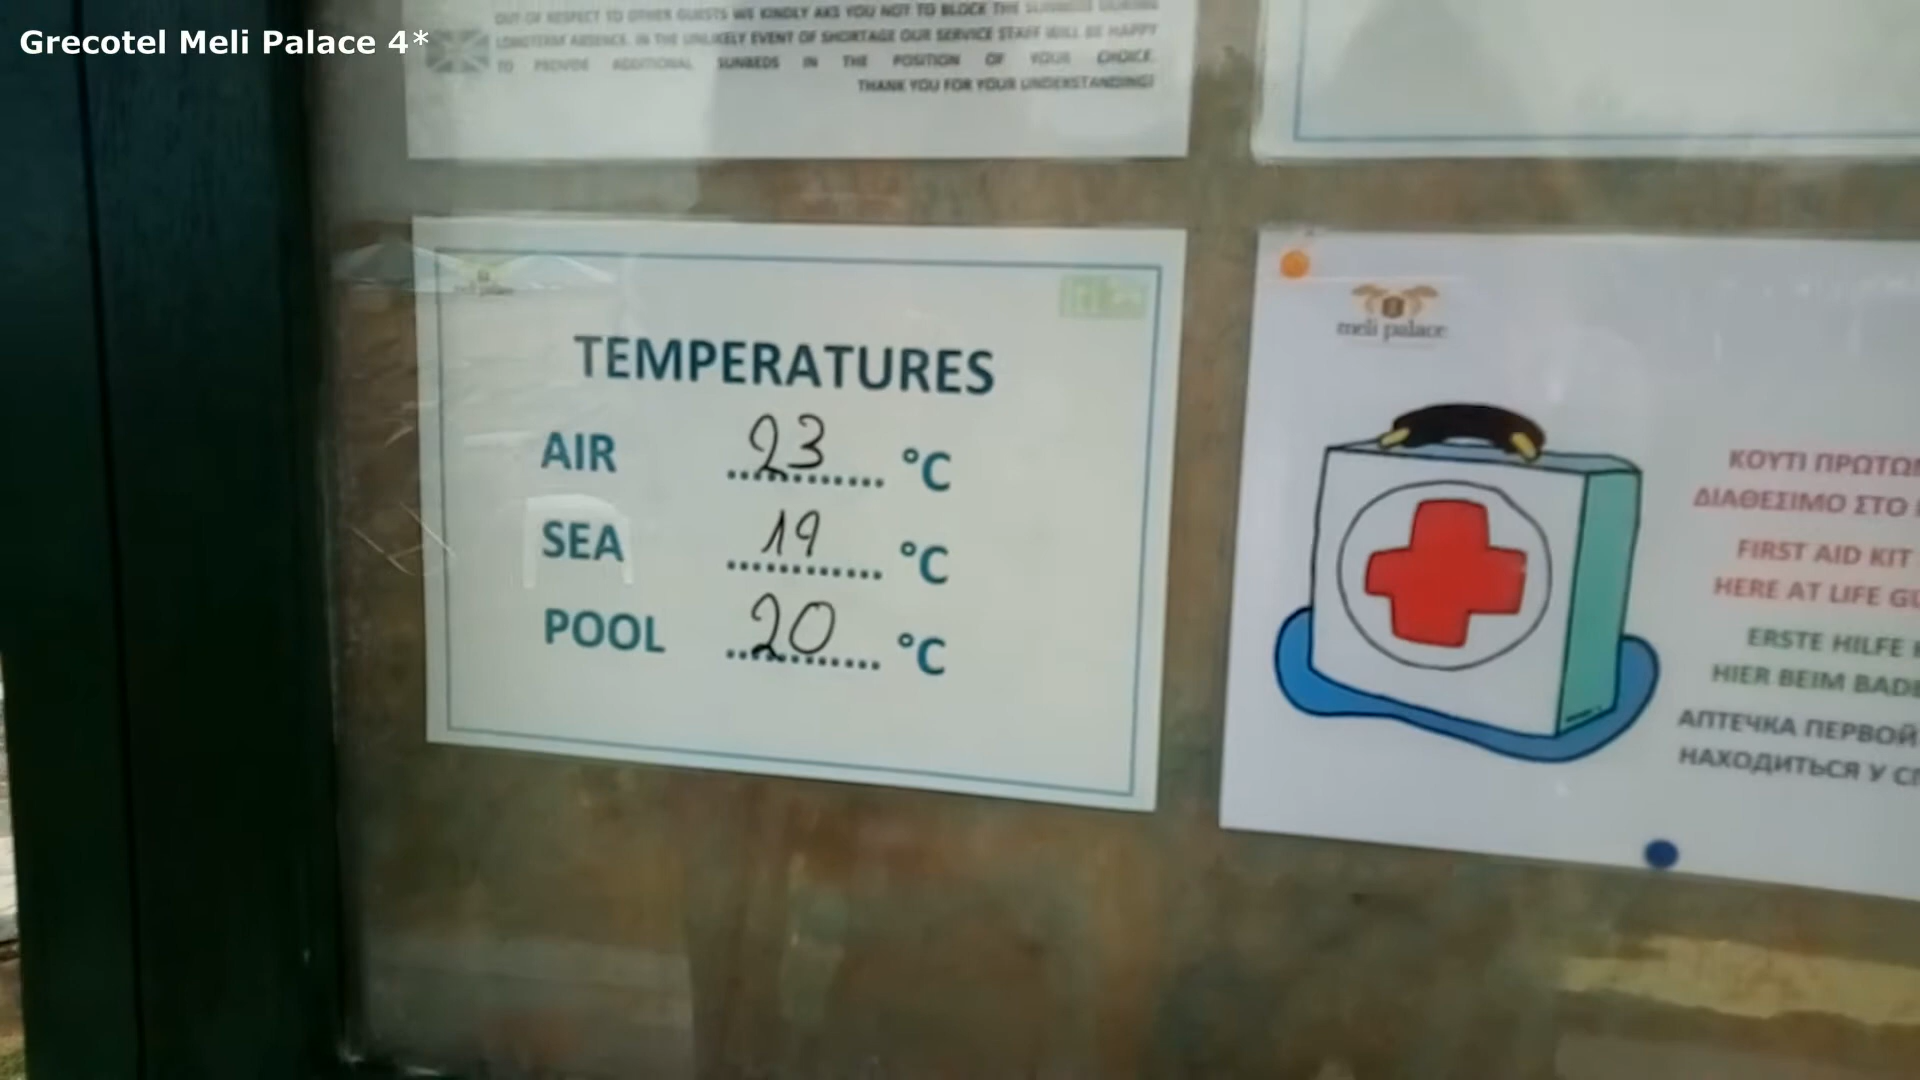 Grecotel Meli Palace 4*
OUT OF RESPECT TO OTHER GUESTS WE KINDLY AKS YOU NOT TO BLOCK THE SUNBEDS DURING
LONGTERM ABSENCE. IN THE UNLIKELY EVENT OF SHORTAGE OUR SERVICE STAFF WILL BE HAPPY
TO PROVIDE ADDITIONAL SUNBEDS IN THE POSITION OF YOUR CHOICE.
THANK YOU FOR YOUR UNDERSTANDING!
TEMPERATURES
AIR 23 °C
SEA 19 °C
POOL 20 °C
meli palace
ΚΟΥΤΙ ΠΡΩΤΩΝ
ΔΙΑΘΕΣΙΜΟ ΣΤΟ
FIRST AID KIT
HERE AT LIFE GU
ERSTE HILFE
HIER BEIM BADE
АПТЕЧКА ПЕРВОЙ
НАХОДИТЬСЯ У СП